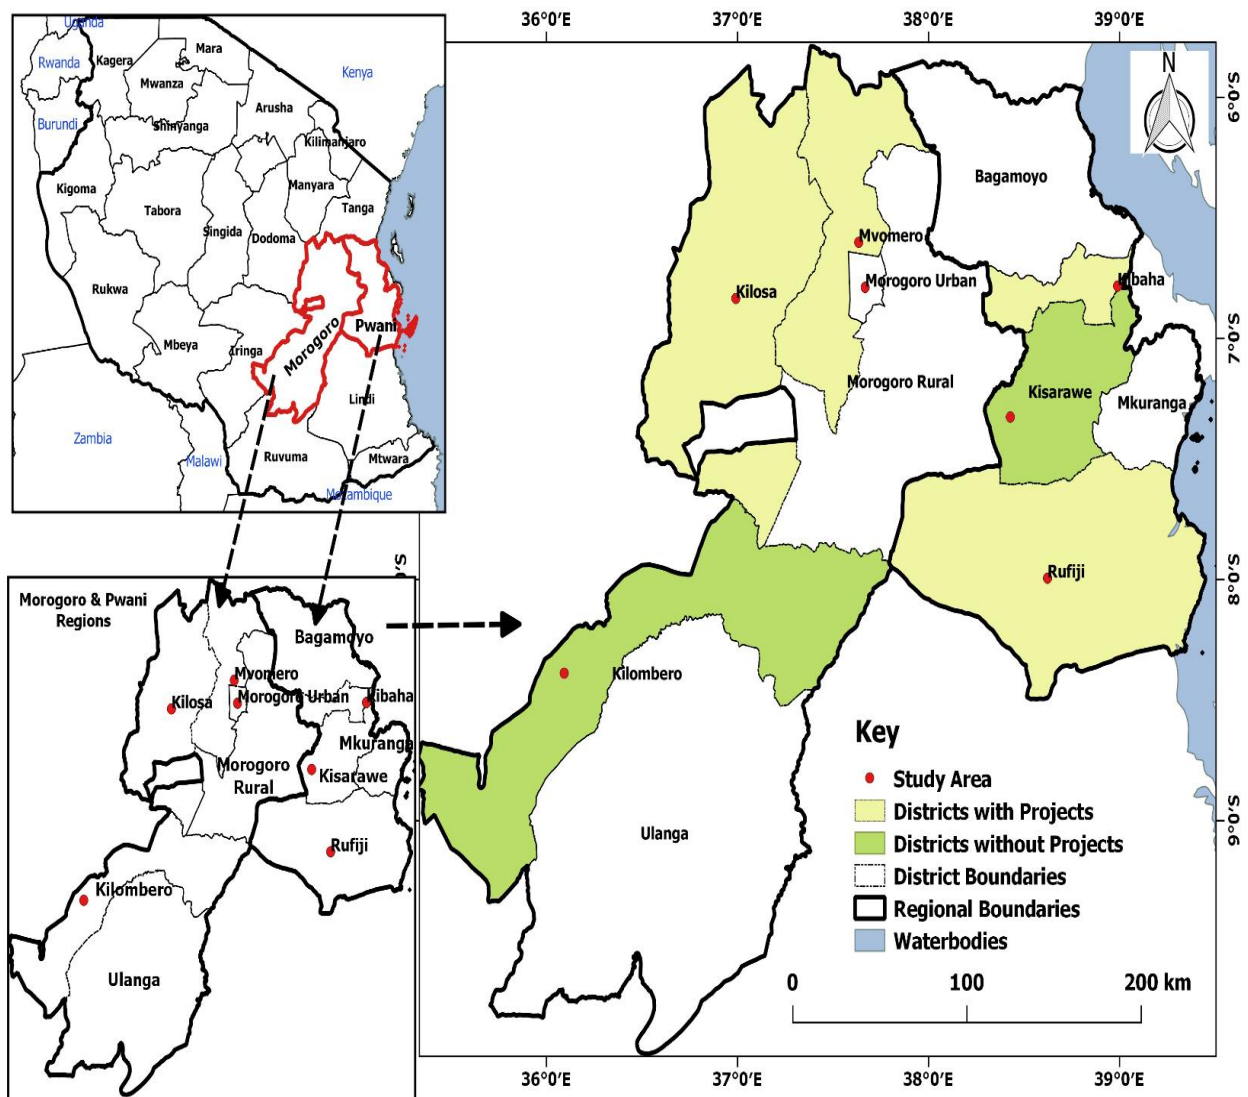 36°0′E
37°0′E
38°0′E
39°0′E
Uganda
Rwanda
Burundi
Kenya
Kagera
Mara
Mwanza
Arusha
Shinyanga
Kilimanjaro
Kigoma
Manyara
Tabora
Tanga
Singida
Dodoma
Rukwa
Pwani
Morogoro
Mbeya
Iringa
Lindi
Zambia
Malawi
Ruvuma
Mtwara
Mozambique
N
6°0′S
7°0′S
8°0′S
9°0′S
Bagamoyo
Mvomero
Kibaha
Morogoro Urban
Kilosa
Morogoro Rural
Kisarawe
Mkuranga
Rufiji
Kilombero
Ulanga
Morogoro & Pwani
Regions
Bagamoyo
Mvomero
Morogoro Urban
Kibaha
Kilosa
Mkuranga
Morogoro
Rural
Kisarawe
Rufiji
Kilombero
Ulanga
Key
Study Area
Districts with Projects
Districts without Projects
District Boundaries
Regional Boundaries
Waterbodies
0 100 200 km
36°0′E
37°0′E
38°0′E
39°0′E